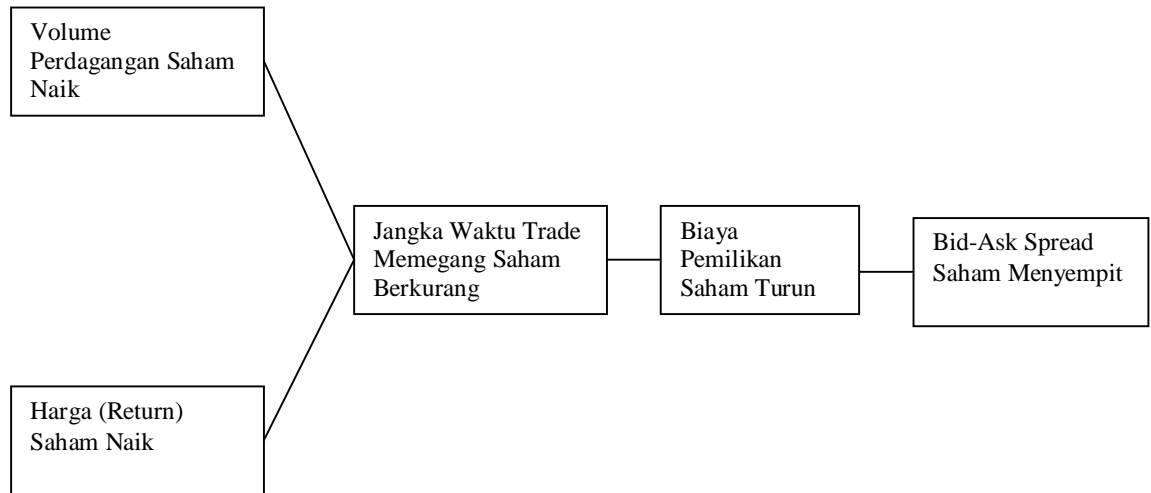 Volume
Perdagangan Saham
Naik
Jangka Waktu Trade
Memegang Saham
Berkurang
Biaya
Pemilikan
Saham Turun
Bid-Ask Spread
Saham Menyempit
Harga (Return)
Saham Naik